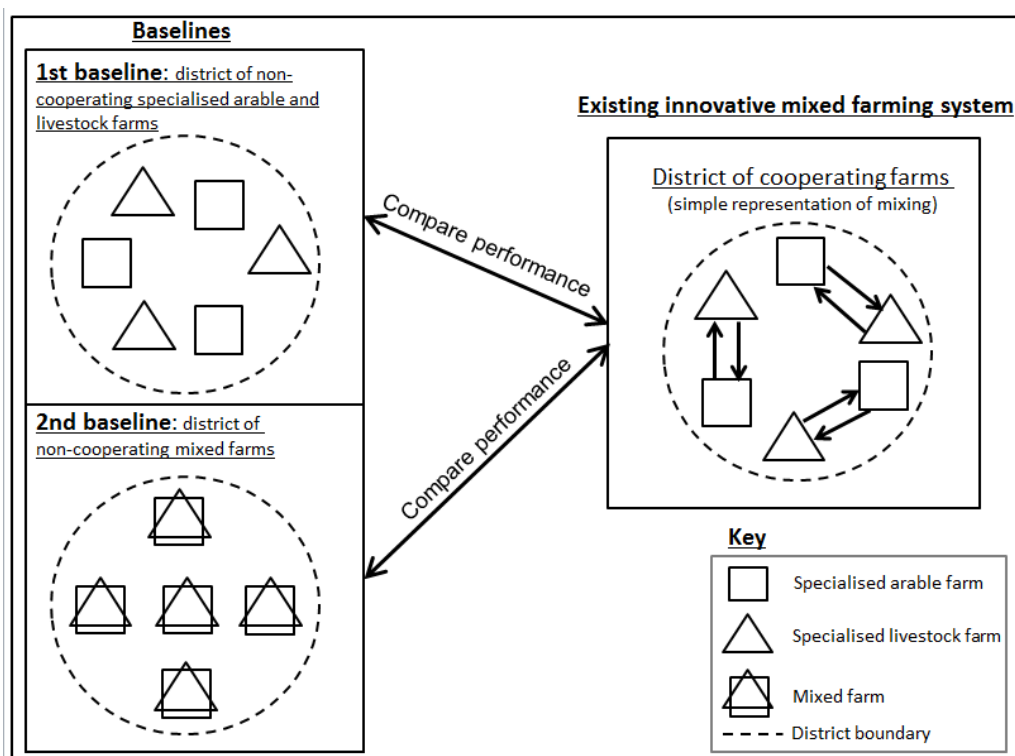 Baselines
1st baseline: district of non-
cooperating specialised arable and
livestock farms
2nd baseline: district of
non-cooperating mixed farms
Compare performance
Compare performance
Existing innovative mixed farming system
District of cooperating farms
(simple representation of mixing)
Key
Specialised arable farm
Specialised livestock farm
Mixed farm
District boundary